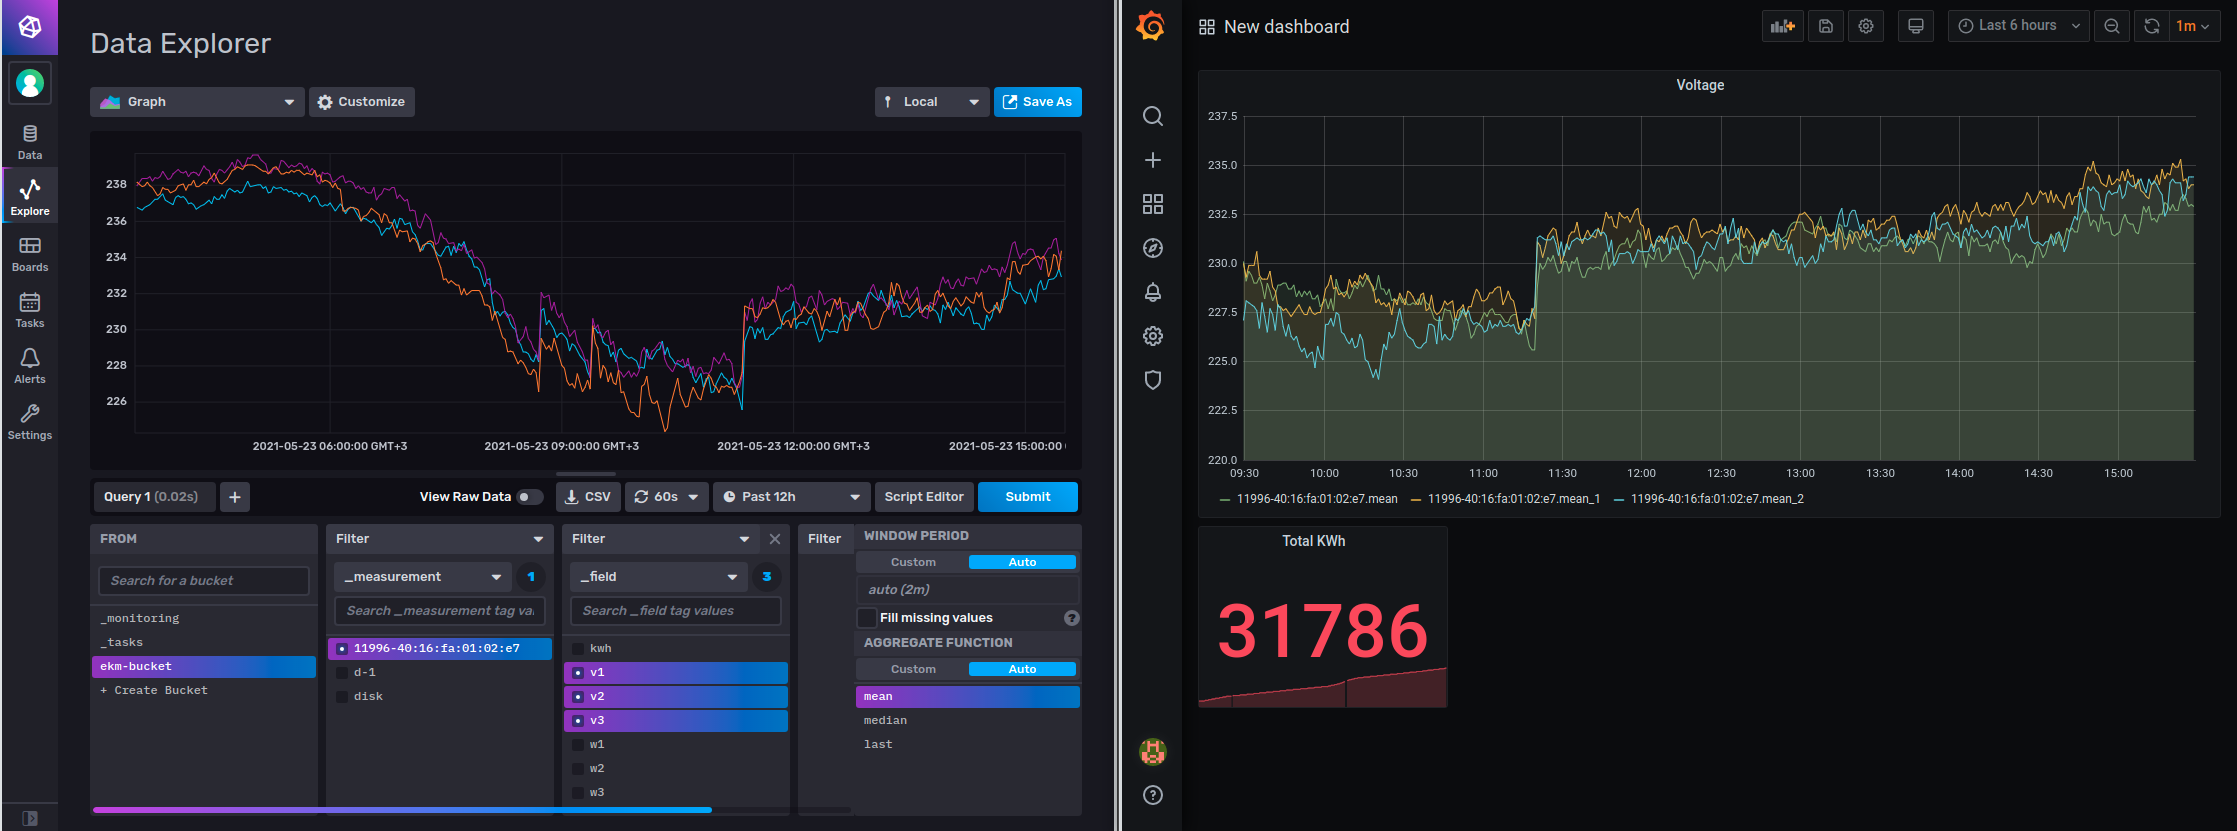 Data Explorer
Graph
Customize
Local
Save As
Data
Explore
Boards
Tasks
Alerts
Settings
238
236
234
232
230
228
226
2021-05-23 06:00:00 GMT+3
2021-05-23 09:00:00 GMT+3
2021-05-23 12:00:00 GMT+3
2021-05-23 15:00:00
Query 1 (0.02s)
+
View Raw Data
CSV
60s
Past 12h
Script Editor
Submit
FROM
Search for a bucket
_monitoring
_tasks
ekm-bucket
+ Create Bucket
Filter
_measurement
1
Search _measurement tag va
11996-40:16:fa:01:02:e7
d-1
disk
Filter
_field
3
Search _field tag values
kwh
v1
v2
v3
w1
w2
w3
Filter
WINDOW PERIOD
Custom
Auto
auto (2m)
Fill missing values
?
AGGREGATE FUNCTION
Custom
Auto
mean
median
last
New dashboard
Last 6 hours
1m
Voltage
237.5
235.0
232.5
230.0
227.5
225.0
222.5
220.0
09:30
10:00
10:30
11:00
11:30
12:00
12:30
13:00
13:30
14:00
14:30
15:00
11996-40:16:fa:01:02:e7.mean
11996-40:16:fa:01:02:e7.mean_1
11996-40:16:fa:01:02:e7.mean_2
Total KWh
31786